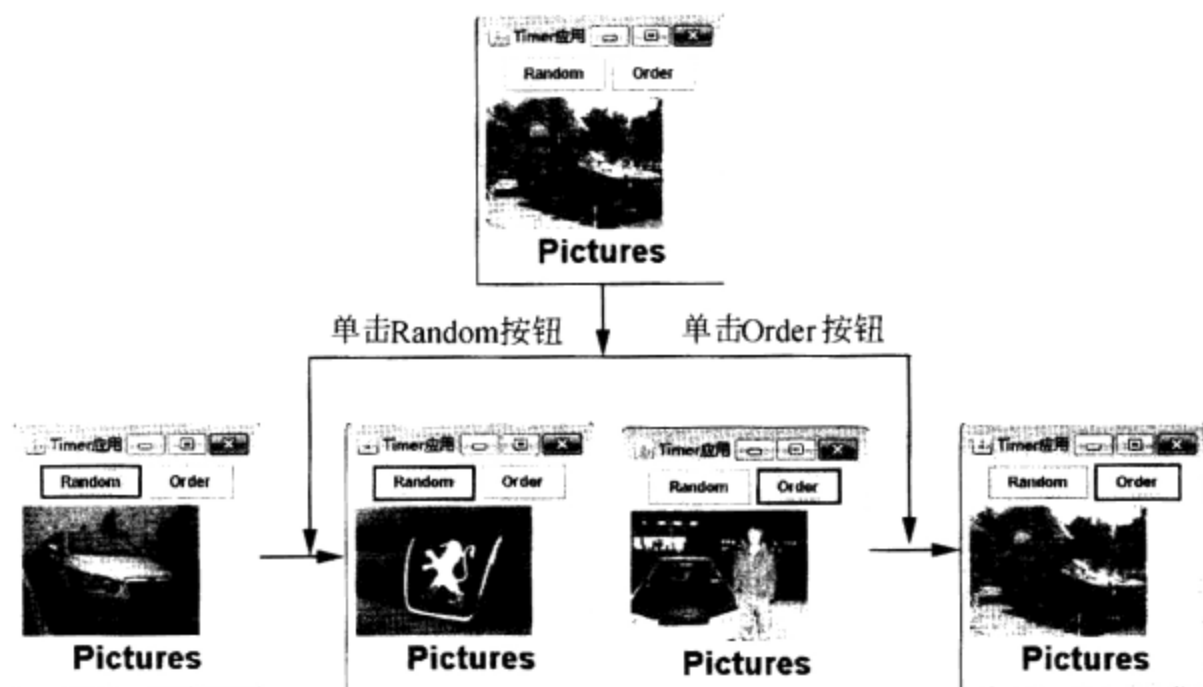 Timer应用
Random Order
Pictures
单击Random按钮 单击Order按钮
Timer应用
Random Order
Pictures
Timer应用
Random Order
Pictures
Timer应用
Random Order
Pictures
Timer应用
Random Order
Pictures